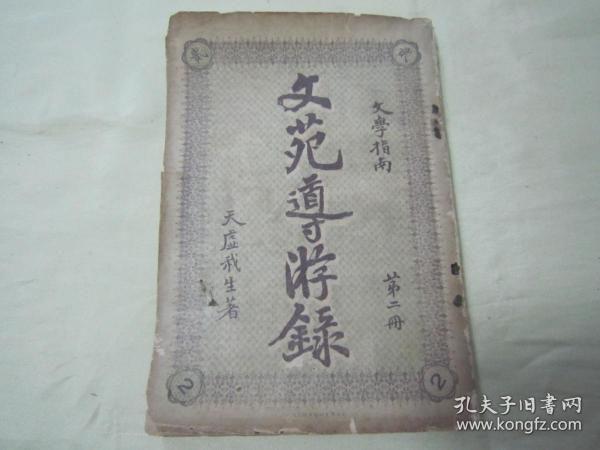 文學指南
第二冊
文苑導游錄
天虛我生著
2
2
孔夫子旧书网
www.kongfz.com